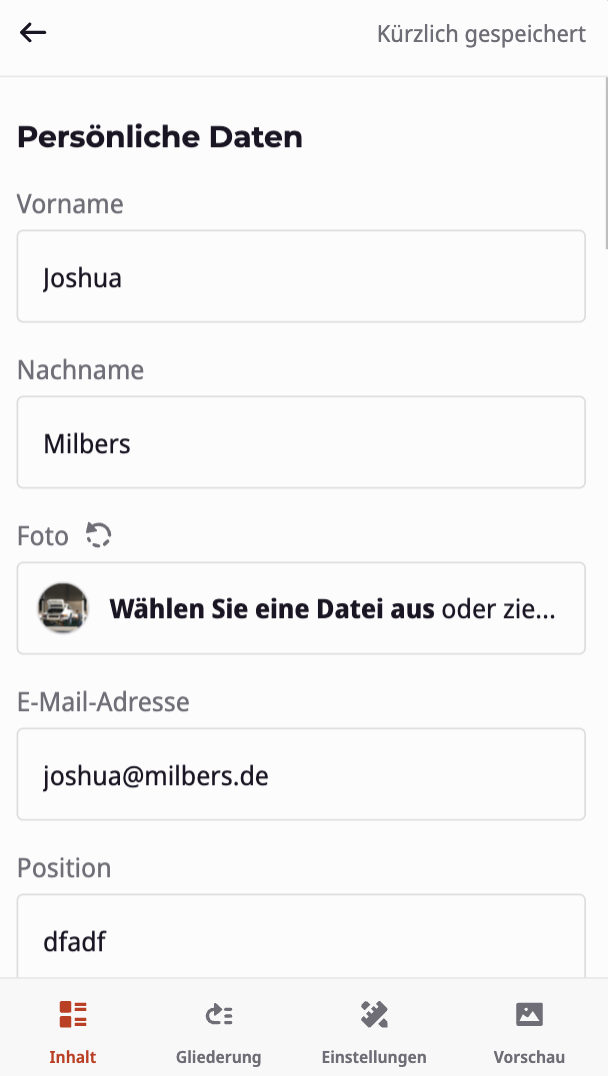 Kürzlich gespeichert
Persönliche Daten
Vorname
Joshua
Nachname
Milbers
Foto
Wählen Sie eine Datei aus oder zie...
E-Mail-Adresse
joshua@milbers.de
Position
dfadf
Inhalt
Gliederung
Einstellungen
Vorschau